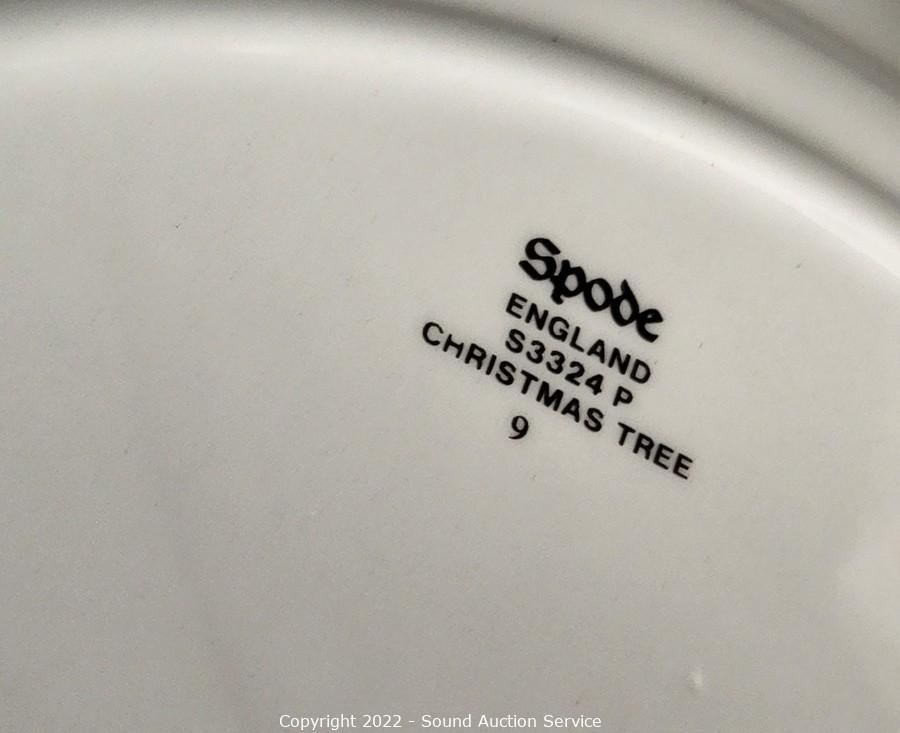 Spode
ENGLAND
S3324 P
CHRISTMAS TREE
9
Copyright 2022 - Sound Auction Service